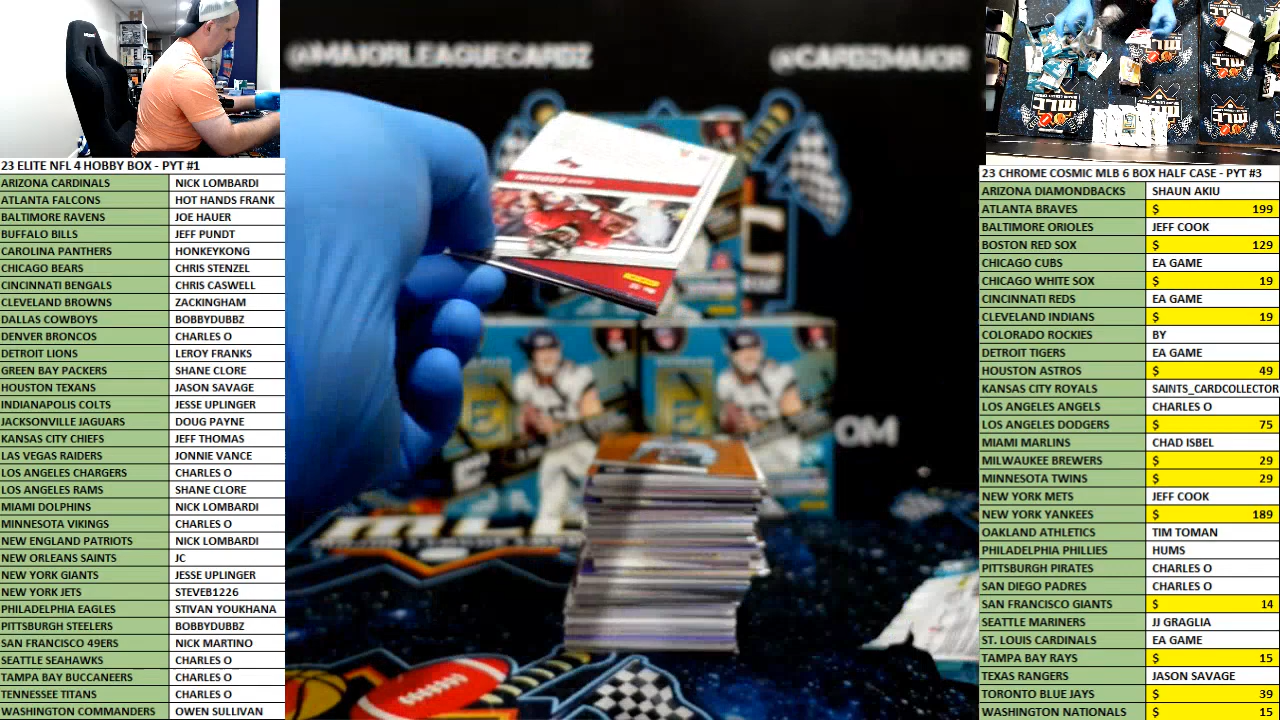 @MAJORLEAGUECARDZ
@CARDZMAJOR
23 ELITE NFL 4 HOBBY BOX - PYT #1
ARIZONA CARDINALS NICK LOMBARDI
ATLANTA FALCONS HOT HANDS FRANK
BALTIMORE RAVENS JOE HAUER
BUFFALO BILLS JEFF PUNDT
CAROLINA PANTHERS HONKEYKONG
CHICAGO BEARS CHRIS STENZEL
CINCINNATI BENGALS CHRIS CASWELL
CLEVELAND BROWNS ZACKINGHAM
DALLAS COWBOYS BOBBYDUBBZ
DENVER BRONCOS CHARLES O
DETROIT LIONS LEROY FRANKS
GREEN BAY PACKERS SHANE CLORE
HOUSTON TEXANS JASON SAVAGE
INDIANAPOLIS COLTS JESSE UPLINGER
JACKSONVILLE JAGUARS DOUG PAYNE
KANSAS CITY CHIEFS JEFF THOMAS
LAS VEGAS RAIDERS JONNIE VANCE
LOS ANGELES CHARGERS CHARLES O
LOS ANGELES RAMS SHANE CLORE
MIAMI DOLPHINS NICK LOMBARDI
MINNESOTA VIKINGS CHARLES O
NEW ENGLAND PATRIOTS NICK LOMBARDI
NEW ORLEANS SAINTS JC
NEW YORK GIANTS JESSE UPLINGER
NEW YORK JETS STEVEB1226
PHILADELPHIA EAGLES STIVAN YOUKHANA
PITTSBURGH STEELERS BOBBYDUBBZ
SAN FRANCISCO 49ERS NICK MARTINO
SEATTLE SEAHAWKS CHARLES O
TAMPA BAY BUCCANEERS CHARLES O
TENNESSEE TITANS CHARLES O
WASHINGTON COMMANDERS OWEN SULLIVAN
OM
23 CHROME COSMIC MLB 6 BOX HALF CASE - PYT #3
ARIZONA DIAMONDBACKS SHAUN AKIU
ATLANTA BRAVES $ 199
BALTIMORE ORIOLES JEFF COOK
BOSTON RED SOX $ 129
CHICAGO CUBS EA GAME
CHICAGO WHITE SOX $ 19
CINCINNATI REDS EA GAME
CLEVELAND INDIANS $ 19
COLORADO ROCKIES BY
DETROIT TIGERS EA GAME
HOUSTON ASTROS $ 49
KANSAS CITY ROYALS SAINTS_CARDCOLLECTOR
LOS ANGELES ANGELS CHARLES O
LOS ANGELES DODGERS $ 75
MIAMI MARLINS CHAD ISBEL
MILWAUKEE BREWERS $ 29
MINNESOTA TWINS $ 29
NEW YORK METS JEFF COOK
NEW YORK YANKEES $ 189
OAKLAND ATHLETICS TIM TOMAN
PHILADELPHIA PHILLIES HUMS
PITTSBURGH PIRATES CHARLES O
SAN DIEGO PADRES CHARLES O
SAN FRANCISCO GIANTS $ 14
SEATTLE MARINERS JJ GRAGLIA
ST. LOUIS CARDINALS EA GAME
TAMPA BAY RAYS $ 15
TEXAS RANGERS JASON SAVAGE
TORONTO BLUE JAYS $ 39
WASHINGTON NATIONALS $ 15